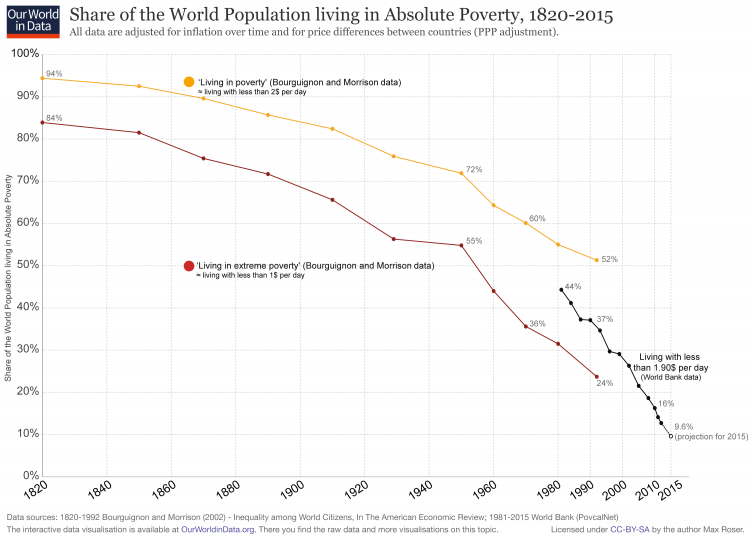 Our World
in Data
Share of the World Population living in Absolute Poverty, 1820-2015
All data are adjusted for inflation over time and for price differences between countries (PPP adjustment).
Share of the World Population living in Absolute Poverty
100%
90%
80%
70%
60%
50%
40%
30%
20%
10%
0%
94%
84%
'Living in poverty' (Bourguignon and Morrison data)
≈ living with less than 2$ per day
72%
60%
52%
'Living in extreme poverty' (Bourguignon and Morrison data)
≈ living with less than 1$ per day
55%
36%
24%
44%
37%
Living with less
than 1.90$ per day
(World Bank data)
16%
9.6%
(projection for 2015)
1820
1840
1860
1880
1900
1920
1940
1960
1980
1990
2000
2010
2015
Data sources: 1820-1992 Bourguignon and Morrison (2002) - Inequality among World Citizens, In The American Economic Review; 1981-2015 World Bank (PovcalNet)
The interactive data visualisation is available at OurWorldinData.org. There you find the raw data and more visualisations on this topic.
Licensed under CC-BY-SA by the author Max Roser.